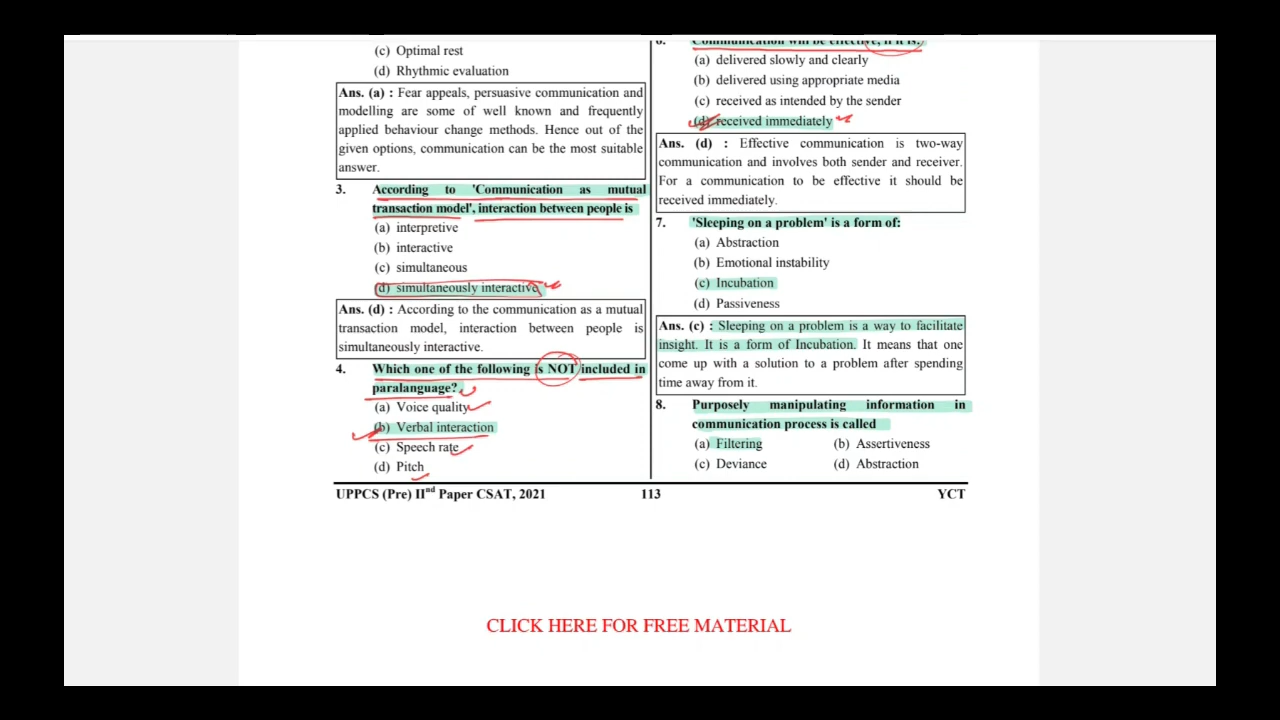 (c) Optimal rest
(d) Rhythmic evaluation
Ans. (a) : Fear appeals, persuasive communication and
modelling are some of well known and frequently
applied behaviour change methods. Hence out of the
given options, communication can be the most suitable
answer.
3. According to 'Communication as mutual
transaction model', interaction between people is
(a) interpretive
(b) interactive
(c) simultaneous
(d) simultaneously interactive
Ans. (d) : According to the communication as a mutual
transaction model, interaction between people is
simultaneously interactive.
4. Which one of the following is NOT included in
paralanguage?
(a) Voice quality
(b) Verbal interaction
(c) Speech rate
(d) Pitch
6. Communication will be effective, if it is:
(a) delivered slowly and clearly
(b) delivered using appropriate media
(c) received as intended by the sender
(d) received immediately
Ans. (d) : Effective communication is two-way
communication and involves both sender and receiver.
For a communication to be effective it should be
received immediately.
7. 'Sleeping on a problem' is a form of:
(a) Abstraction
(b) Emotional instability
(c) Incubation
(d) Passiveness
Ans. (c) : Sleeping on a problem is a way to facilitate
insight. It is a form of Incubation. It means that one
come up with a solution to a problem after spending
time away from it.
8. Purposely manipulating information in
communication process is called
(a) Filtering (b) Assertiveness
(c) Deviance (d) Abstraction
UPPCS (Pre) IInd Paper CSAT, 2021 113 YCT
CLICK HERE FOR FREE MATERIAL